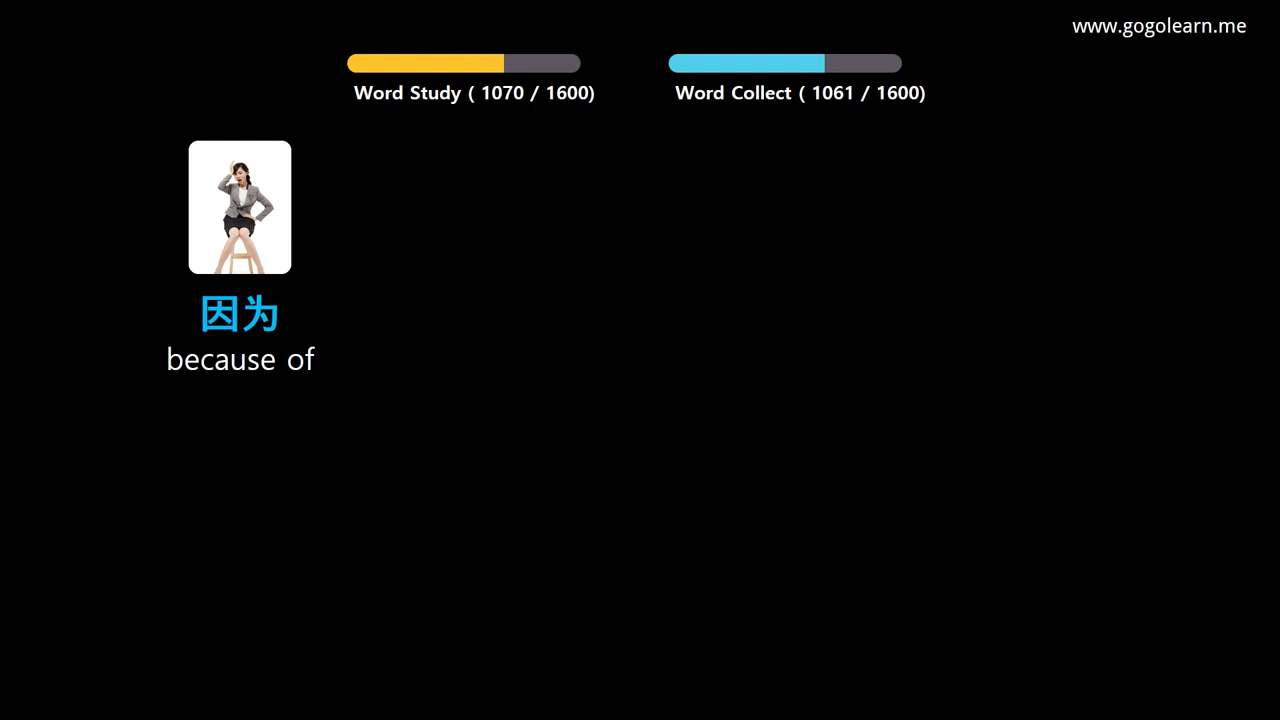 www.gogolearn.me
Word Study ( 1070 / 1600)
Word Collect ( 1061 / 1600)
因为
because of